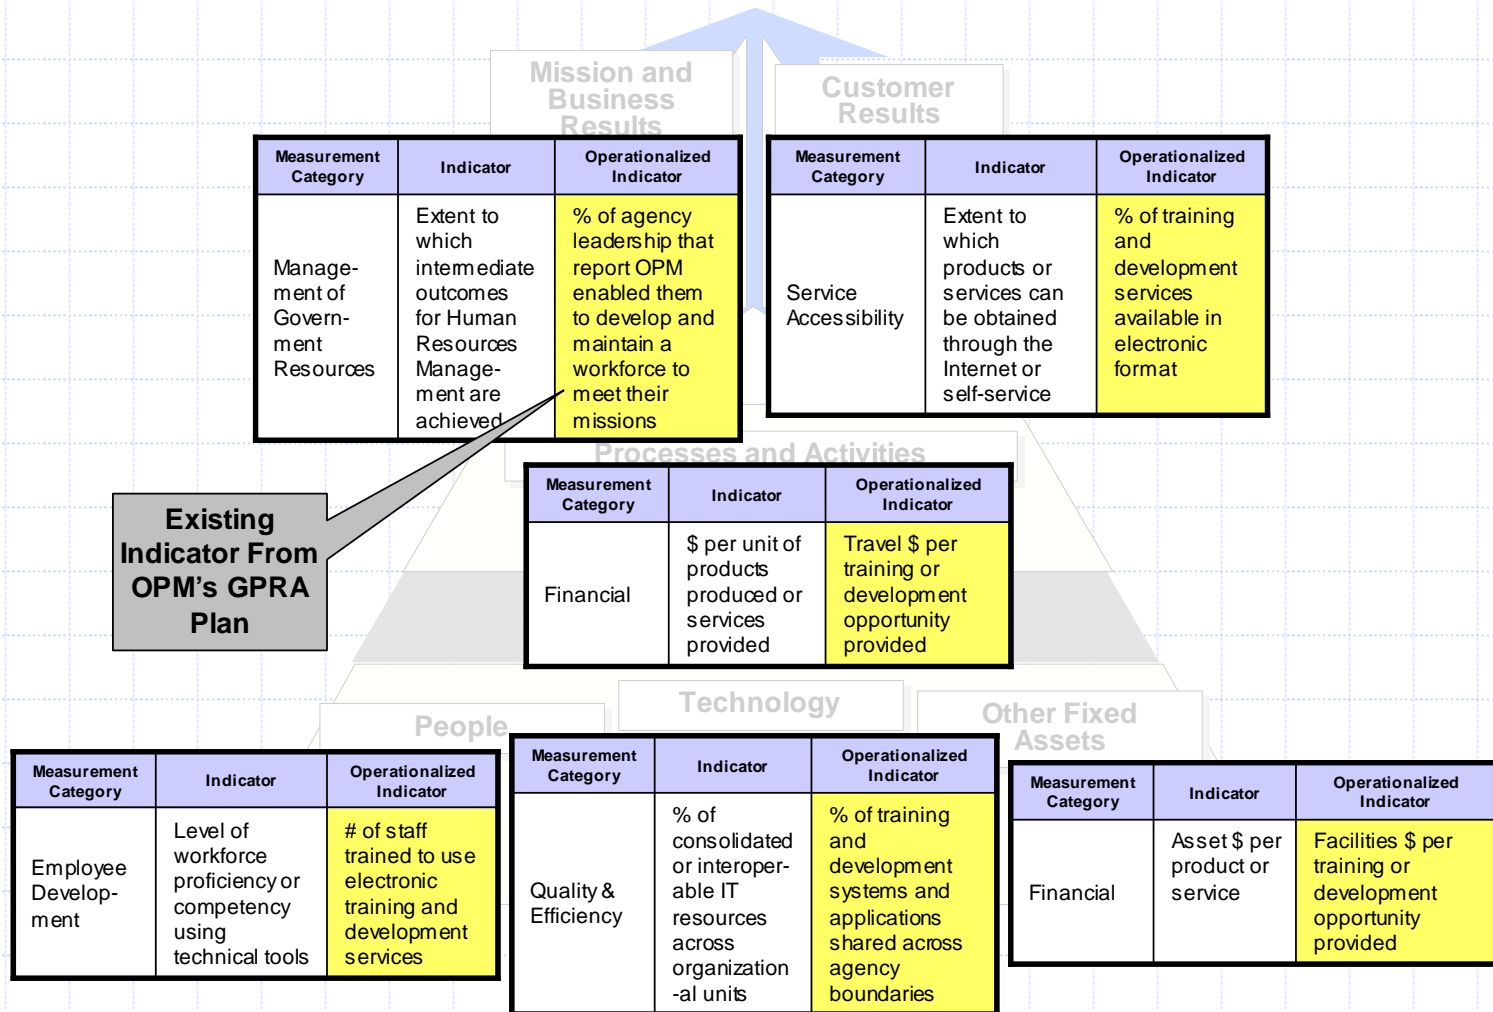 Mission and
Business
Results
Measurement
Category
Indicator
Operationalized
Indicator
Manage-
ment of
Govern-
ment
Resources
Extent to
which
intermediate
outcomes
for Human
Resources
Manage-
ment are
achieved
% of agency
leadership that
report OPM
enabled them
to develop and
maintain a
workforce to
meet their
missions
Customer
Results
Measurement
Category
Indicator
Operationalized
Indicator
Service
Accessibility
Extent to
which
products or
services can
be obtained
through the
Internet or
self-service
% of training
and
development
services
available in
electronic
format
Existing
Indicator From
OPM's GPRA
Plan
Processes and Activities
Measurement
Category
Indicator
Operationalized
Indicator
Financial
$ per unit of
products
produced or
services
provided
Travel $ per
training or
development
opportunity
provided
People
Measurement
Category
Indicator
Operationalized
Indicator
Employee
Develop-
ment
Level of
workforce
proficiency or
competency
using
technical tools
# of staff
trained to use
electronic
training and
development
services
Technology
Measurement
Category
Indicator
Operationalized
Indicator
Quality &
Efficiency
% of
consolidated
or interoper-
able IT
resources
across
organization
-al units
% of training
and
development
systems and
applications
shared across
agency
boundaries
Other Fixed
Assets
Measurement
Category
Indicator
Operationalized
Indicator
Financial
Asset $ per
product or
service
Facilities $ per
training or
development
opportunity
provided